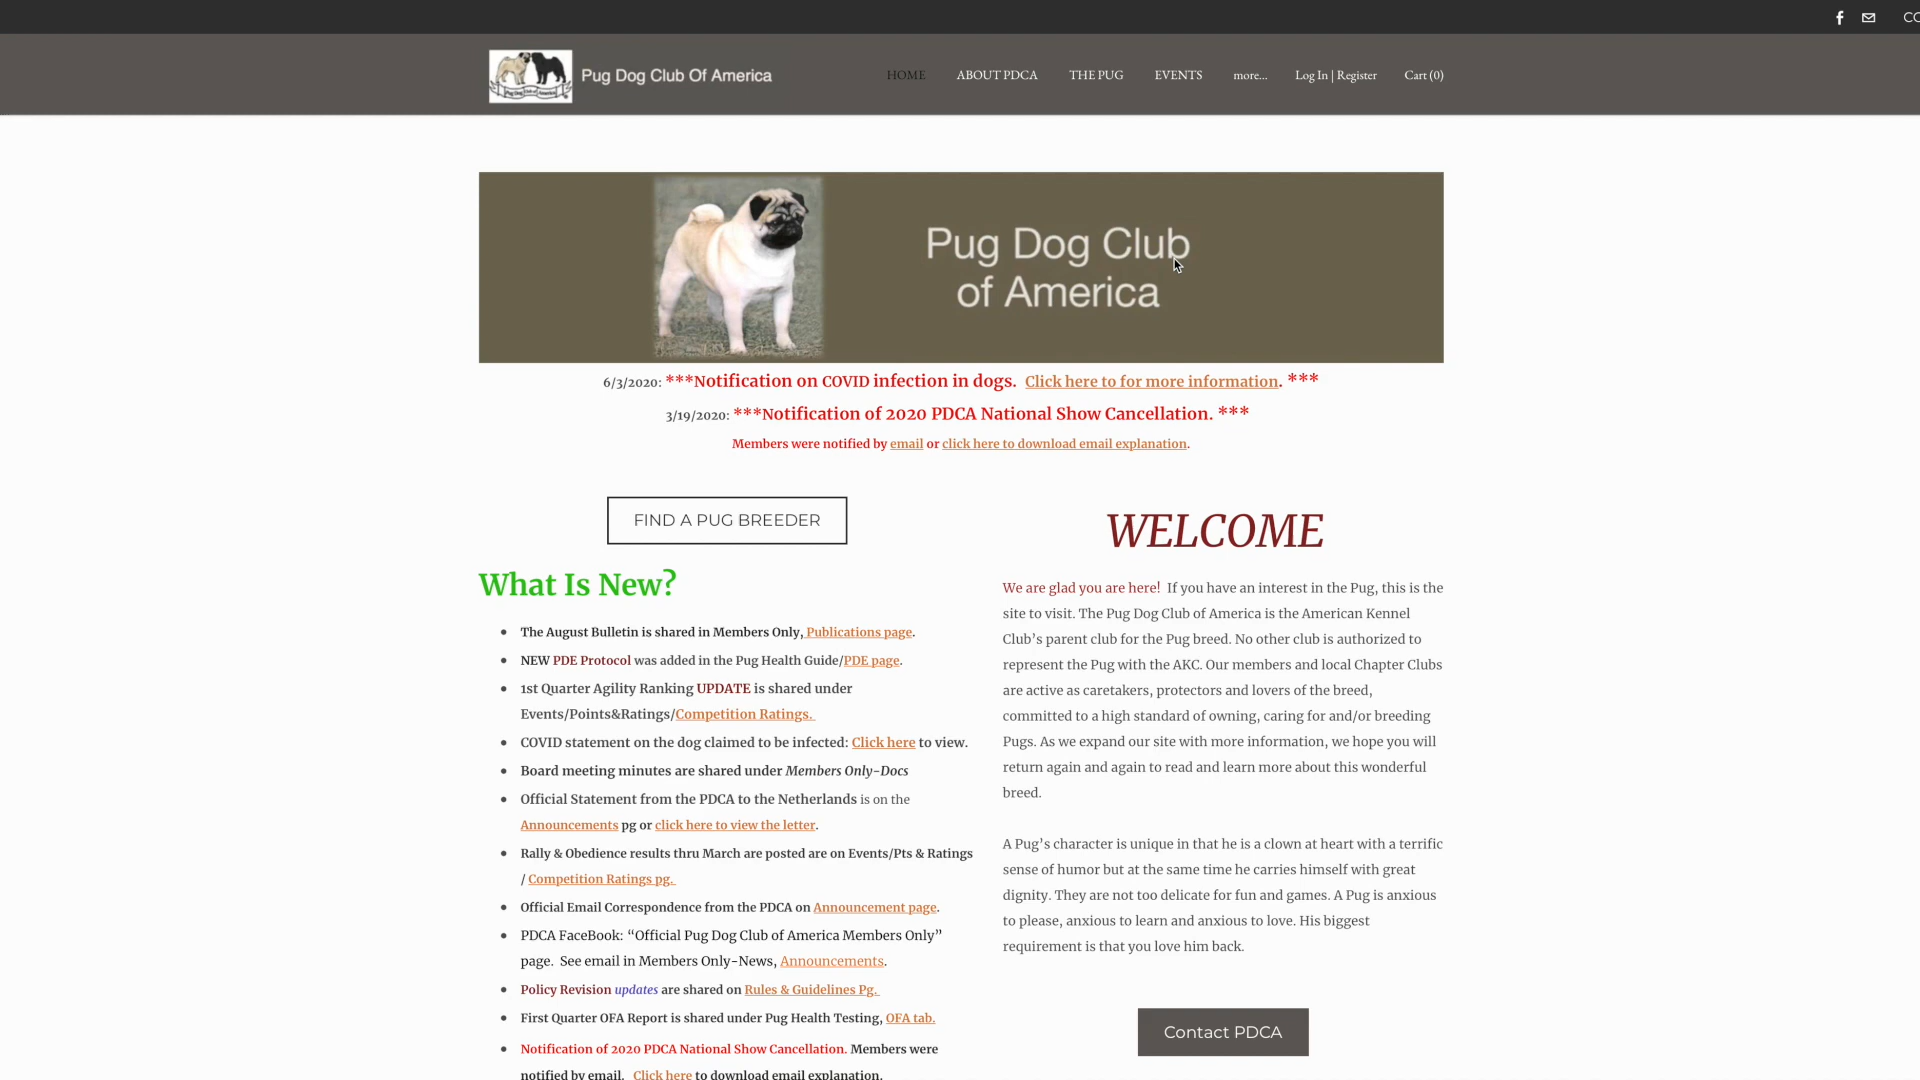 CO
Pug Dog Club Of America
HOME
ABOUT PDCA
THE PUG
EVENTS
more...
Log In | Register
Cart (0)
Pug Dog Club
of America
6/3/2020: ***Notification on COVID infection in dogs. Click here to for more information. ***
3/19/2020: ***Notification of 2020 PDCA National Show Cancellation. ***
Members were notified by email or click here to download email explanation.
FIND A PUG BREEDER
What Is New?
The August Bulletin is shared in Members Only, Publications page.
NEW PDE Protocol was added in the Pug Health Guide/PDE page.
1st Quarter Agility Ranking UPDATE is shared under
Events/Points&Ratings/Competition Ratings.
COVID statement on the dog claimed to be infected: Click here to view.
Board meeting minutes are shared under Members Only-Docs
Official Statement from the PDCA to the Netherlands is on the
Announcements pg or click here to view the letter.
Rally & Obedience results thru March are posted are on Events/Pts & Ratings
/ Competition Ratings pg.
Official Email Correspondence from the PDCA on Announcement page.
PDCA FaceBook: “Official Pug Dog Club of America Members Only”
page. See email in Members Only-News, Announcements.
Policy Revision updates are shared on Rules & Guidelines Pg.
First Quarter OFA Report is shared under Pug Health Testing, OFA tab.
Notification of 2020 PDCA National Show Cancellation. Members were
notified by email. Click here to download email explanation.
WELCOME
We are glad you are here! If you have an interest in the Pug, this is the
site to visit. The Pug Dog Club of America is the American Kennel
Club’s parent club for the Pug breed. No other club is authorized to
represent the Pug with the AKC. Our members and local Chapter Clubs
are active as caretakers, protectors and lovers of the breed,
committed to a high standard of owning, caring for and/or breeding
Pugs. As we expand our site with more information, we hope you will
return again and again to read and learn more about this wonderful
breed.
A Pug’s character is unique in that he is a clown at heart with a terrific
sense of humor but at the same time he carries himself with great
dignity. They are not too delicate for fun and games. A Pug is anxious
to please, anxious to learn and anxious to love. His biggest
requirement is that you love him back.
Contact PDCA